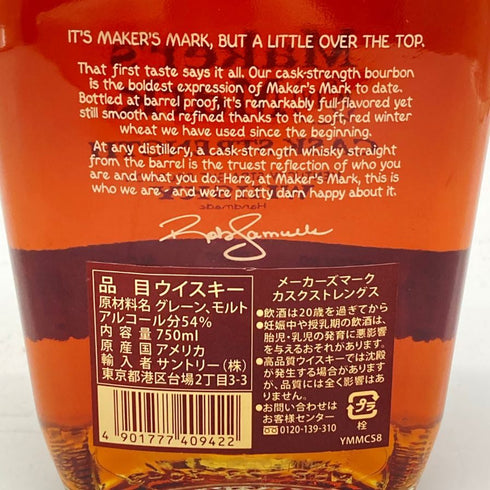 IT'S MAKER'S MARK, BUT A LITTLE OVER THE TOP.
That first taste says it all. Our cask-strength bourbon
is the boldest expression of Maker's Mark to date.
Bottled at barrel proof, it's remarkably full-flavored yet
still smooth and refined thanks to the soft, red winter
wheat we have used since the beginning.
At any distillery, a cask-strength whisky straight
from the barrel is the truest reflection of who you
are and what you do. Here, at Maker's Mark, this is
who we are - and we're pretty darn happy about it.
Rob Samuels
品 目 ウイスキー
原材料名 グレーン、モルト
アルコール分54%
内 容 量 750ml
原 産 国 アメリカ
輸 入 者 サントリー(株)
東京都港区台場2丁目3-3
4 901777 409422
メーカーズマーク
カスクストレングス
●飲酒は20歳を過ぎてから
●妊娠中や授乳期の飲酒は、
胎児・乳児の発育に悪影響
を与えるおそれがあります。
●高品質ウイスキーでは沈殿
が発生する場合があります
が、品質には全く影響はあり
ません。
●お問い合わせは
お客様センター
0120-139-310
プラ
栓
YMMCS8